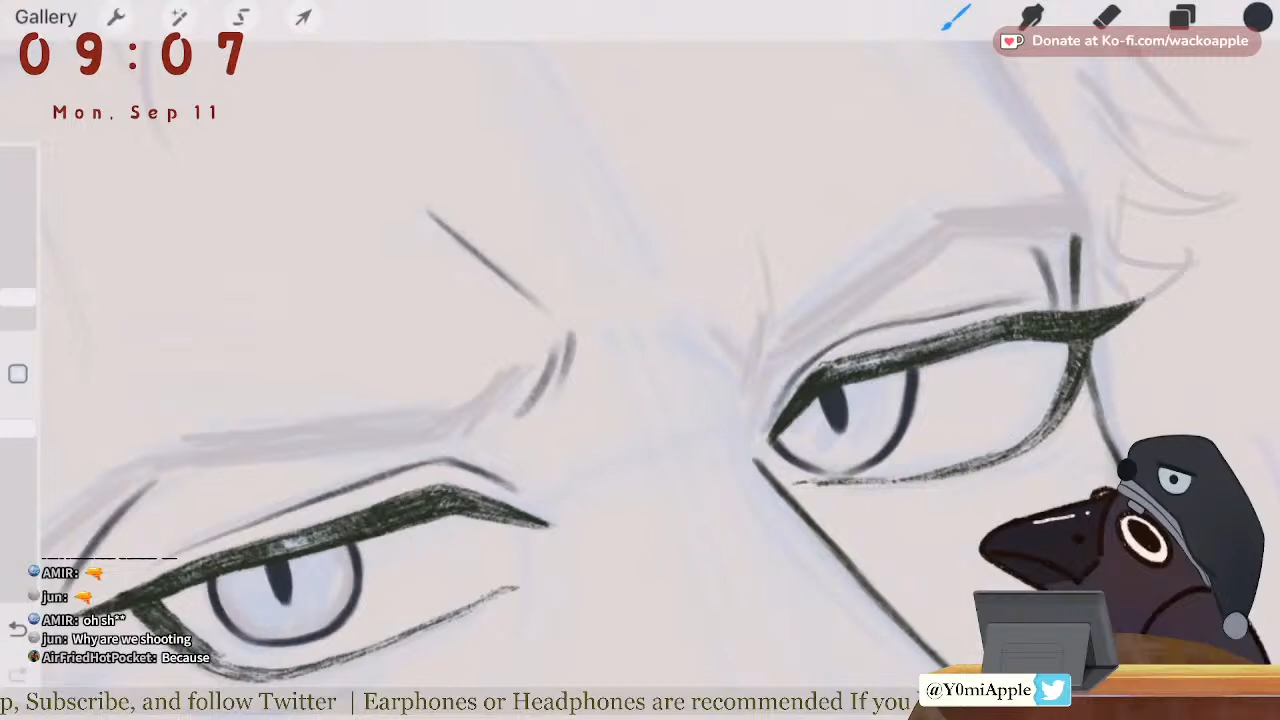 Gallery
09:07
Mon, Sep 11
Donate at Ko-fi.com/wackoapple
AMIR:
jun:
AMIR: oh sh**
jun: Why are we shooting
AirFriedHotPocket: Because
@Y0miApple
p, Subscribe, and follow Twitter | Earphones or Headphones are recommended If you